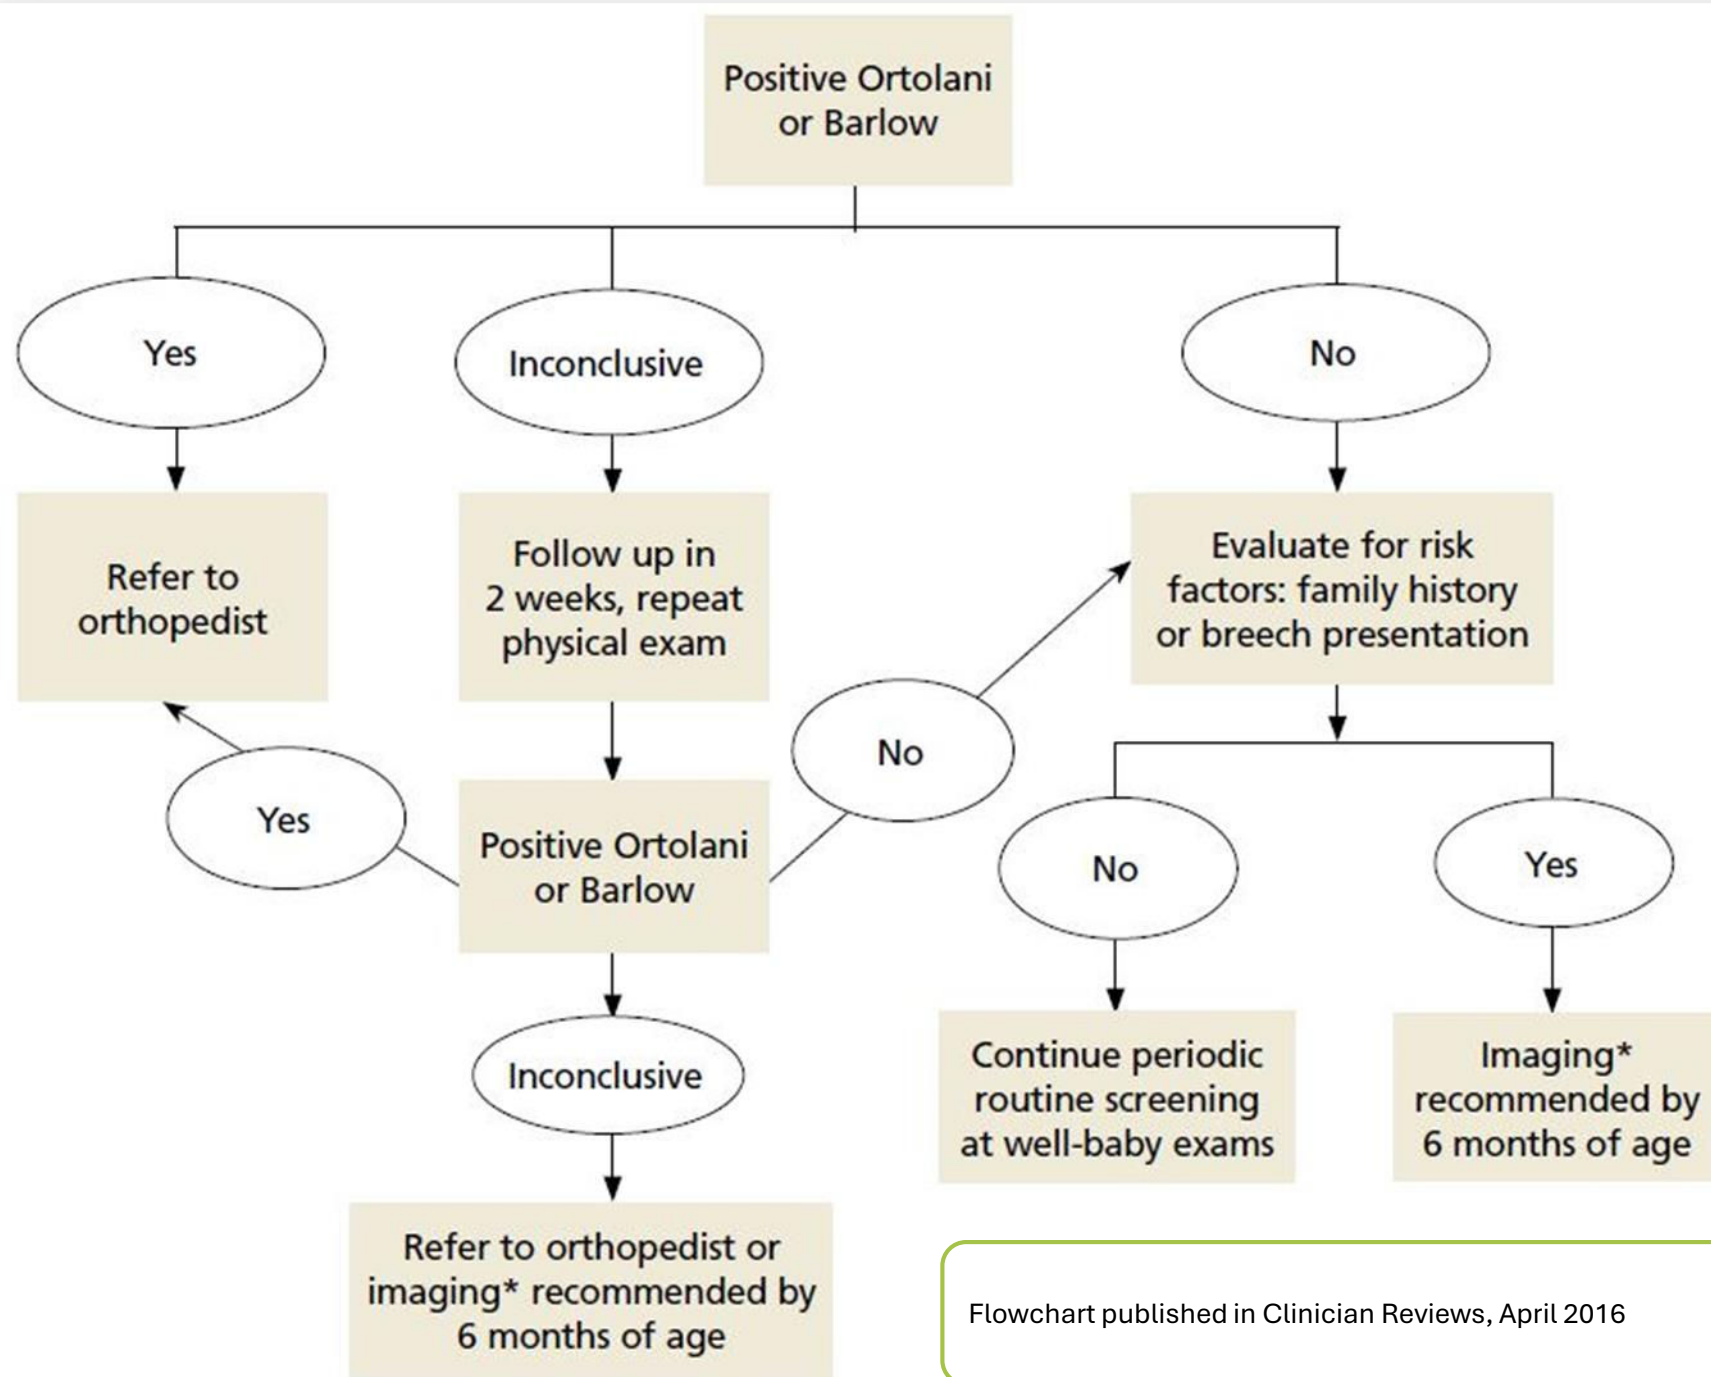 Positive Ortolani
or Barlow
Yes
Inconclusive
No
Refer to
orthopedist
Follow up in
2 weeks, repeat
physical exam
Evaluate for risk
factors: family history
or breech presentation
Yes
Positive Ortolani
or Barlow
No
No
Yes
Inconclusive
Continue periodic
routine screening
at well-baby exams
Imaging*
recommended by
6 months of age
Refer to orthopedist or
imaging* recommended by
6 months of age
Flowchart published in Clinician Reviews, April 2016